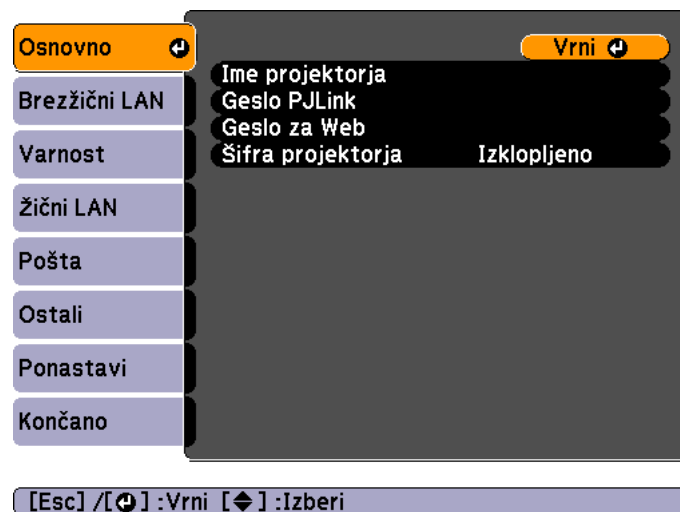 Osnovno
Vrni
Ime projektorja
Geslo PJLink
Geslo za Web
Šifra projektorja Izklopljeno
Brezžični LAN
Varnost
Žični LAN
Pošta
Ostali
Ponastavi
Končano
[Esc] /[ ] :Vrni [ ] :Izberi